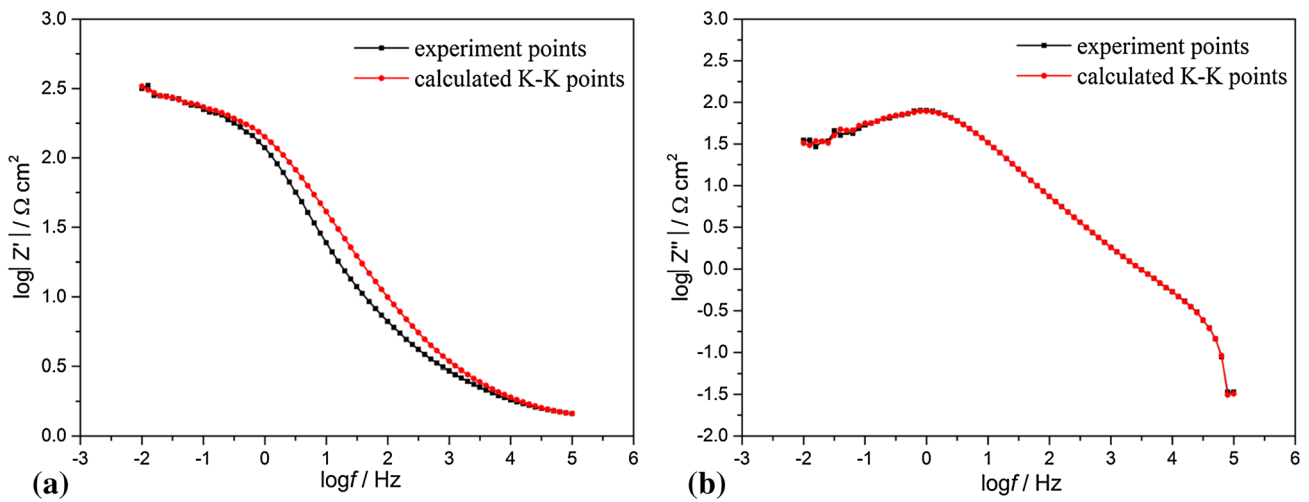 3.0
2.5
2.0
1.5
1.0
0.5
0.0
log| Z' | / Ω cm²
experiment points
calculated K-K points
-3 -2 -1 0 1 2 3 4 5 6
logf / Hz
(a)
3.0
2.5
2.0
1.5
1.0
0.5
0.0
-0.5
-1.0
-1.5
-2.0
log| Z'' | / Ω cm²
experiment points
calculated K-K points
-3 -2 -1 0 1 2 3 4 5 6
logf / Hz
(b)